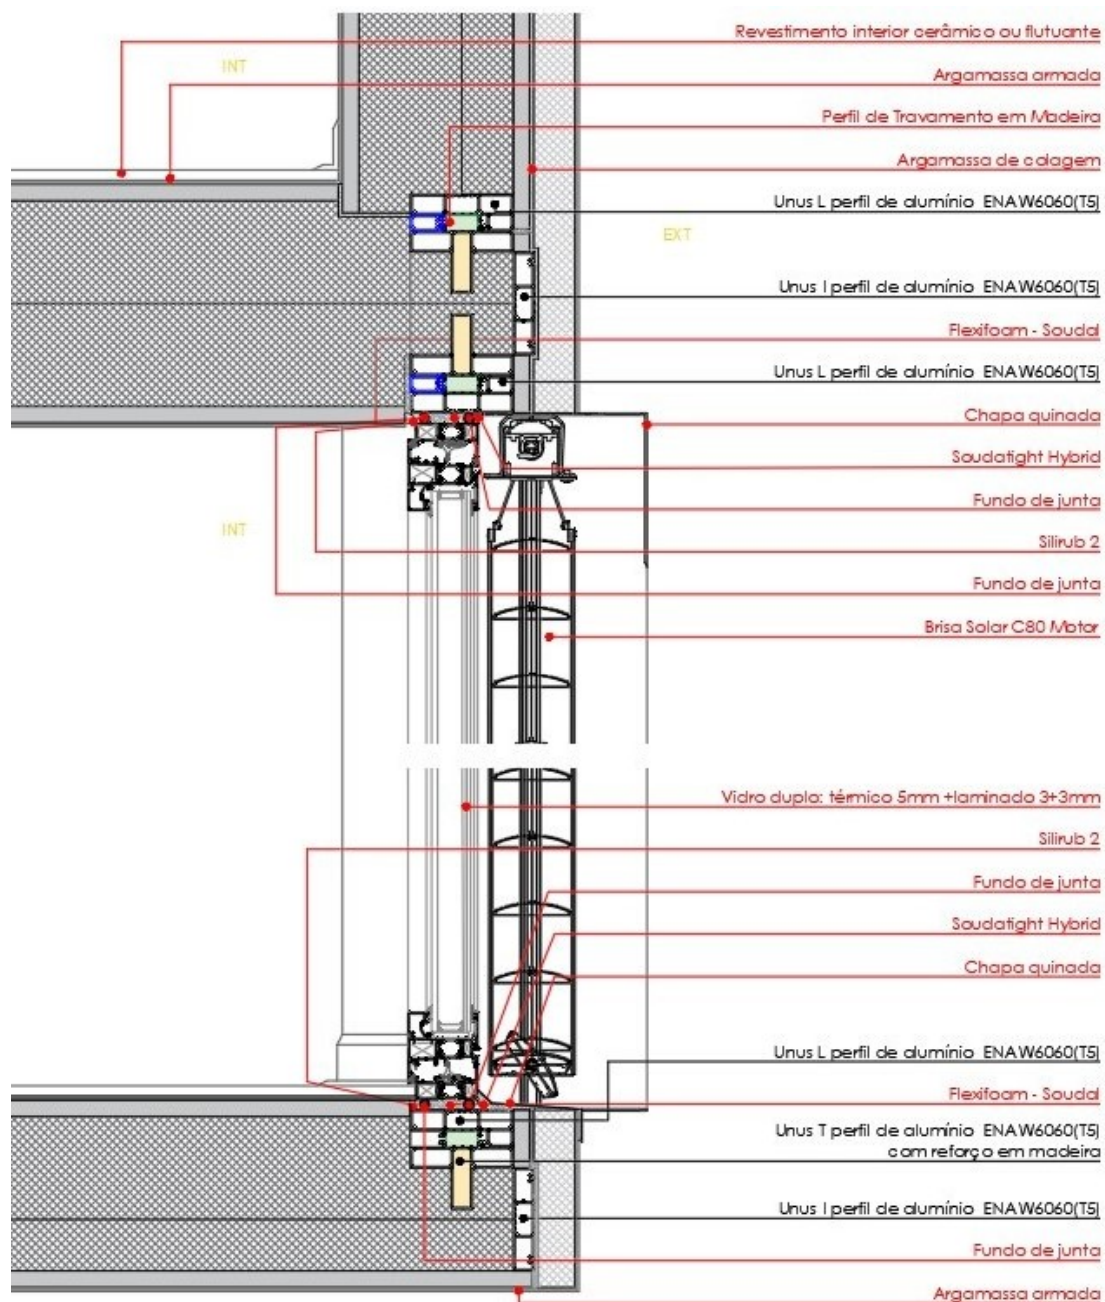 Revestimento interior cerâmico ou flutuante
INT
Argamassa armada
Perfil de Travamento em Madeira
Argamassa de colagem
Unus L perfil de alumínio ENAW6060(T5)
EXT
Unus I perfil de alumínio ENAW6060(T5)
Flexifoam - Soudal
Unus L perfil de alumínio ENAW6060(T5)
Chapa quinada
Soudatight Hybrid
Fundo de junta
INT
Silirub 2
Fundo de junta
Brisa Solar C80 Motor
Vidro duplo: térmico 5mm +laminado 3+3mm
Silirub 2
Fundo de junta
Soudatight Hybrid
Chapa quinada
Unus L perfil de alumínio ENAW6060(T5)
Flexifoam - Soudal
Unus T perfil de alumínio ENAW6060(T5)
com reforço em madeira
Unus I perfil de alumínio ENAW6060(T5)
Fundo de junta
Argamassa armada